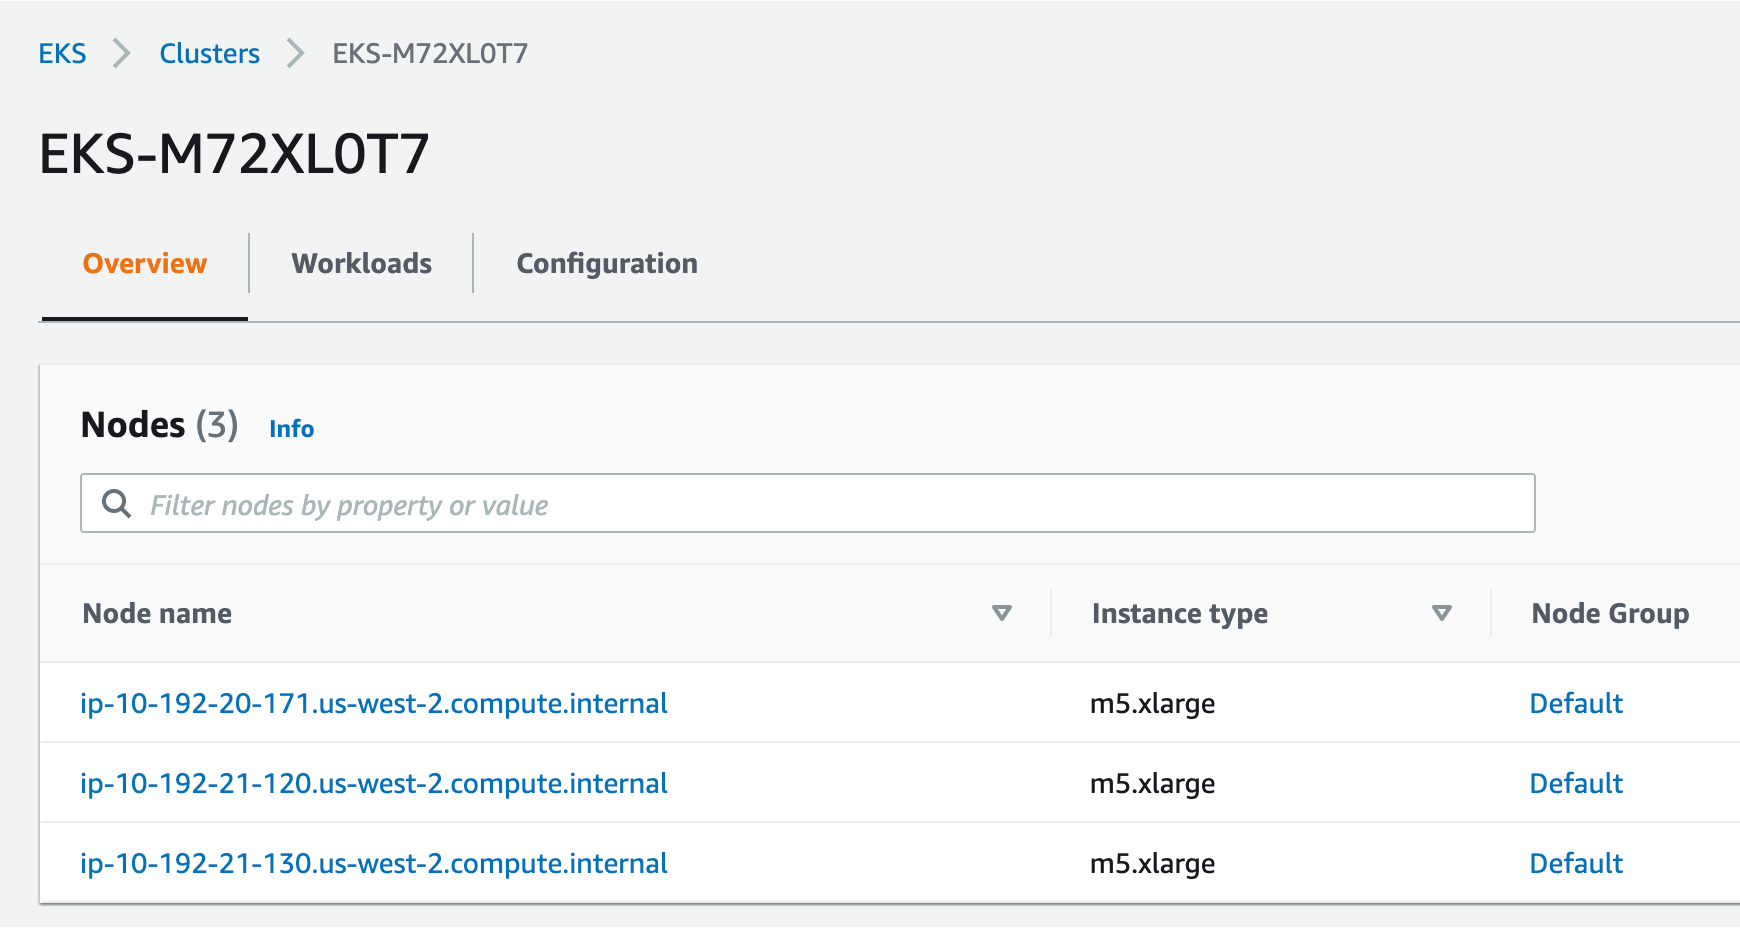 EKS Clusters EKS-M72XL0T7
EKS-M72XL0T7
Overview Workloads Configuration
Nodes (3) Info
Filter nodes by property or value
Node name Instance type Node Group
ip-10-192-20-171.us-west-2.compute.internal m5.xlarge Default
ip-10-192-21-120.us-west-2.compute.internal m5.xlarge Default
ip-10-192-21-130.us-west-2.compute.internal m5.xlarge Default